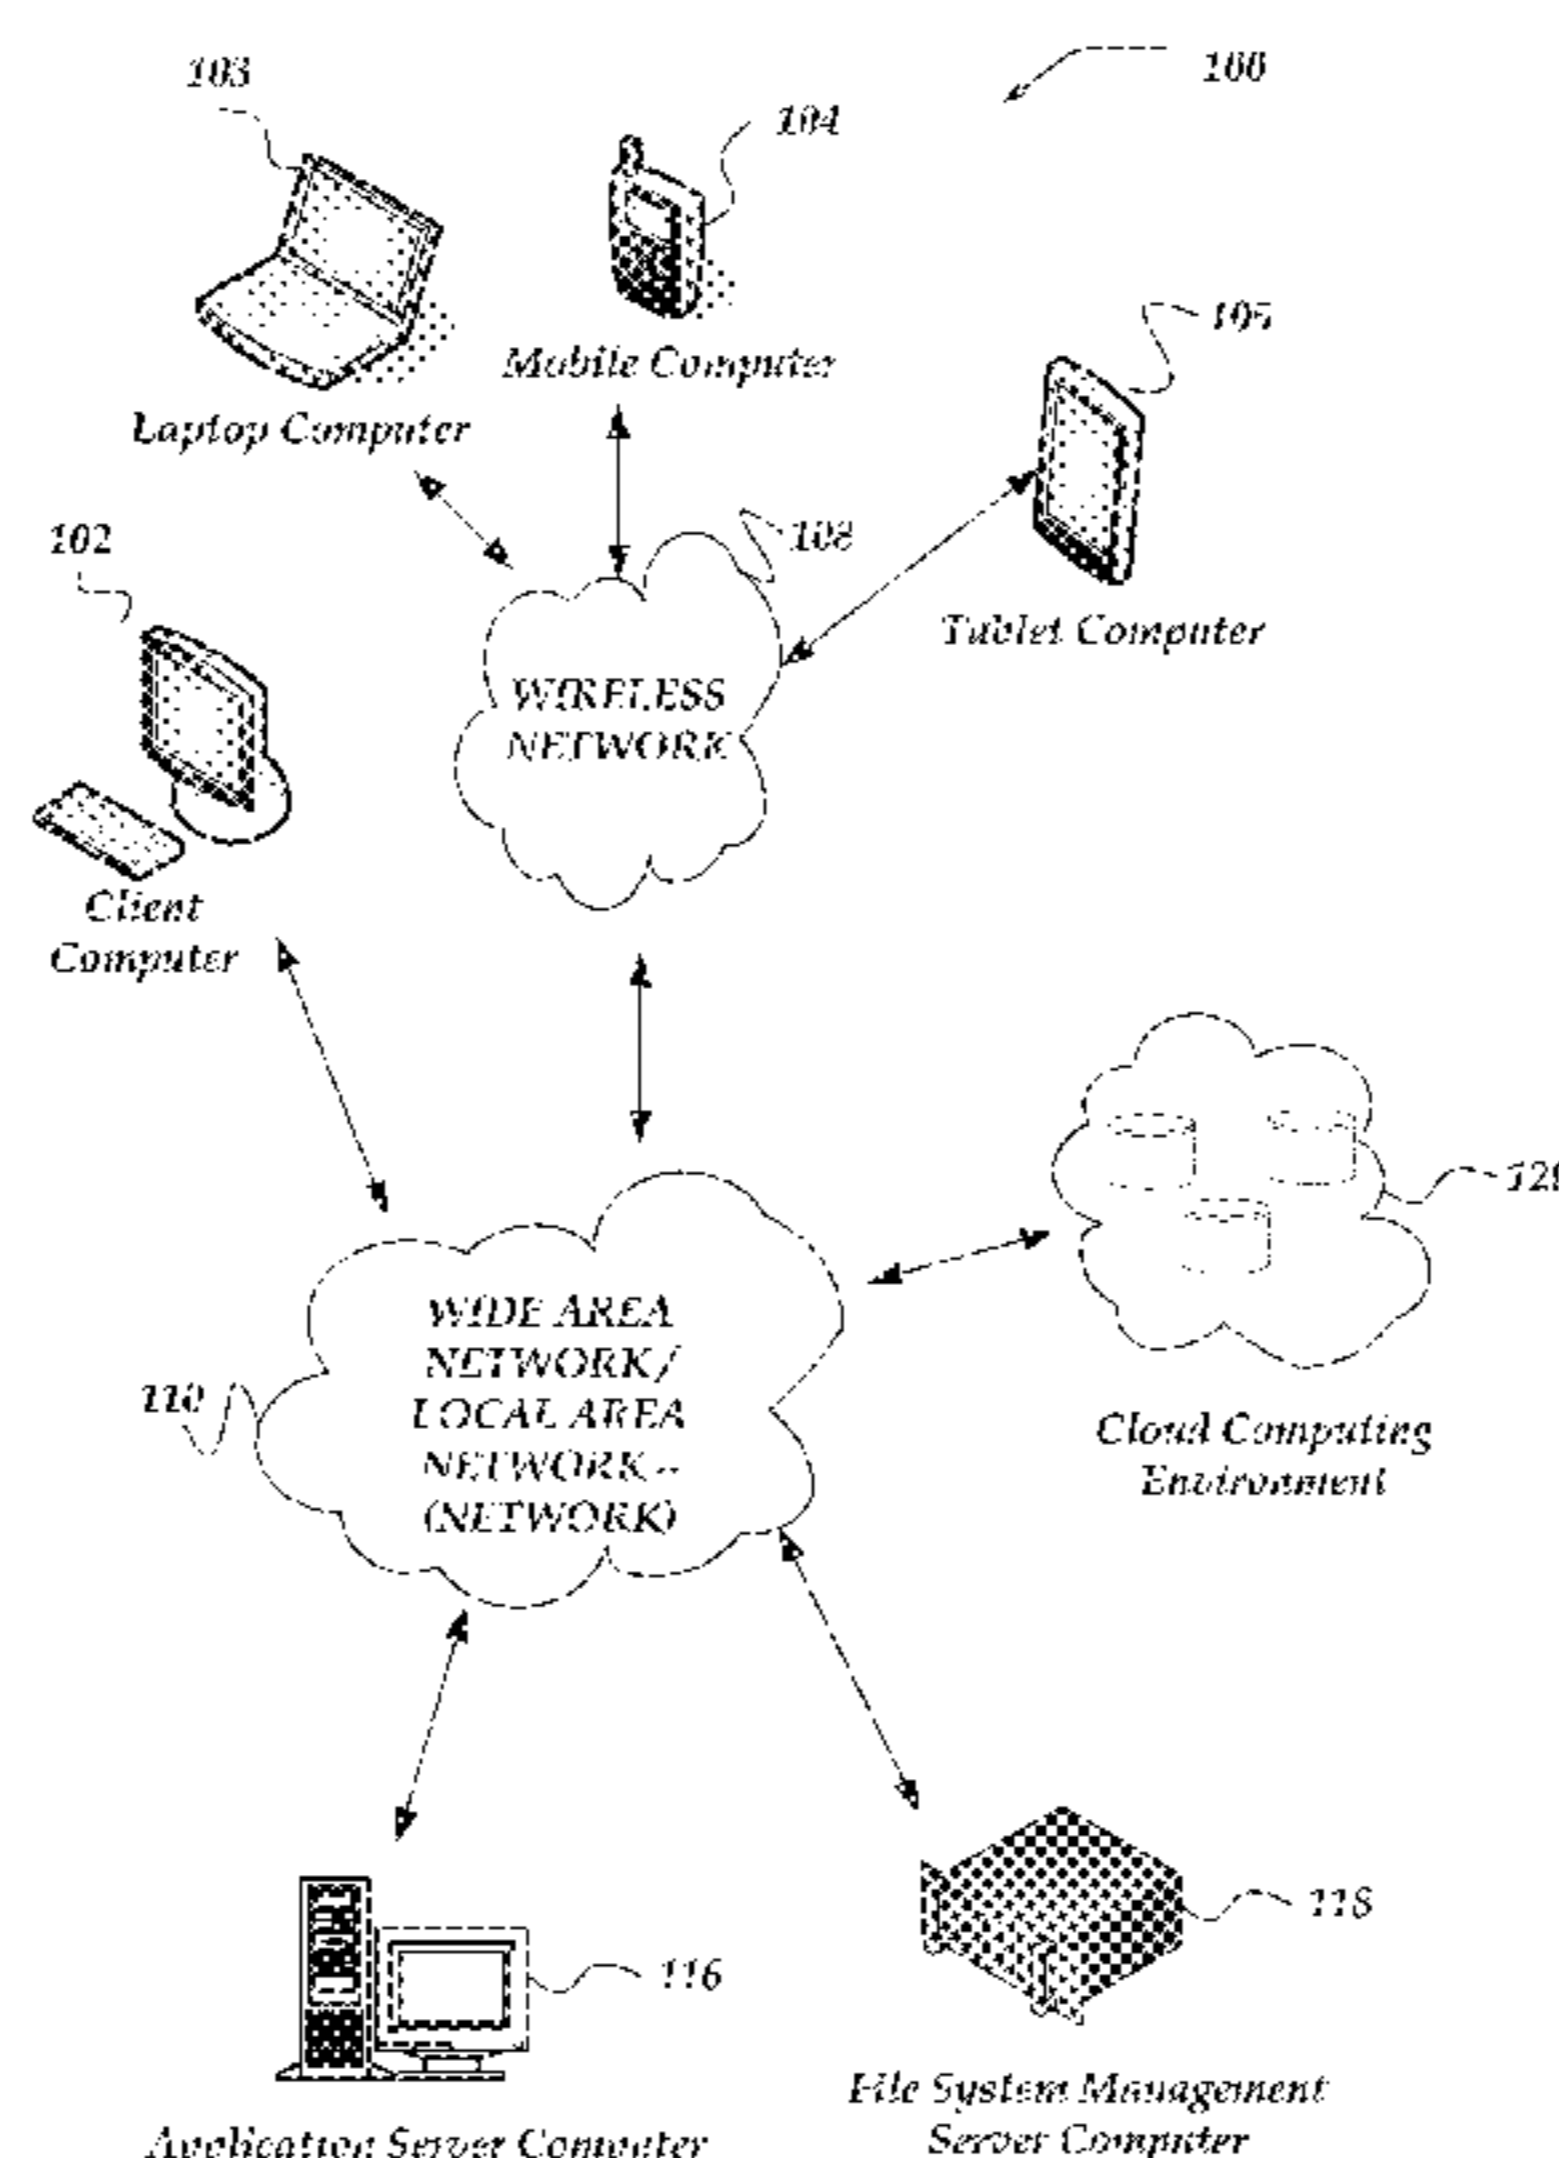 103
100
104
105
Mobile Computer
Laptop Computer
102
108
Tablet Computer
WIRELESS
NETWORK
Client
Computer
WIDE AREA
NETWORK/
LOCAL AREA
NETWORK--
(NETWORK)
110
Cloud Computing
Environment
118
116
File System Management
Server Computer
Application Server Computer